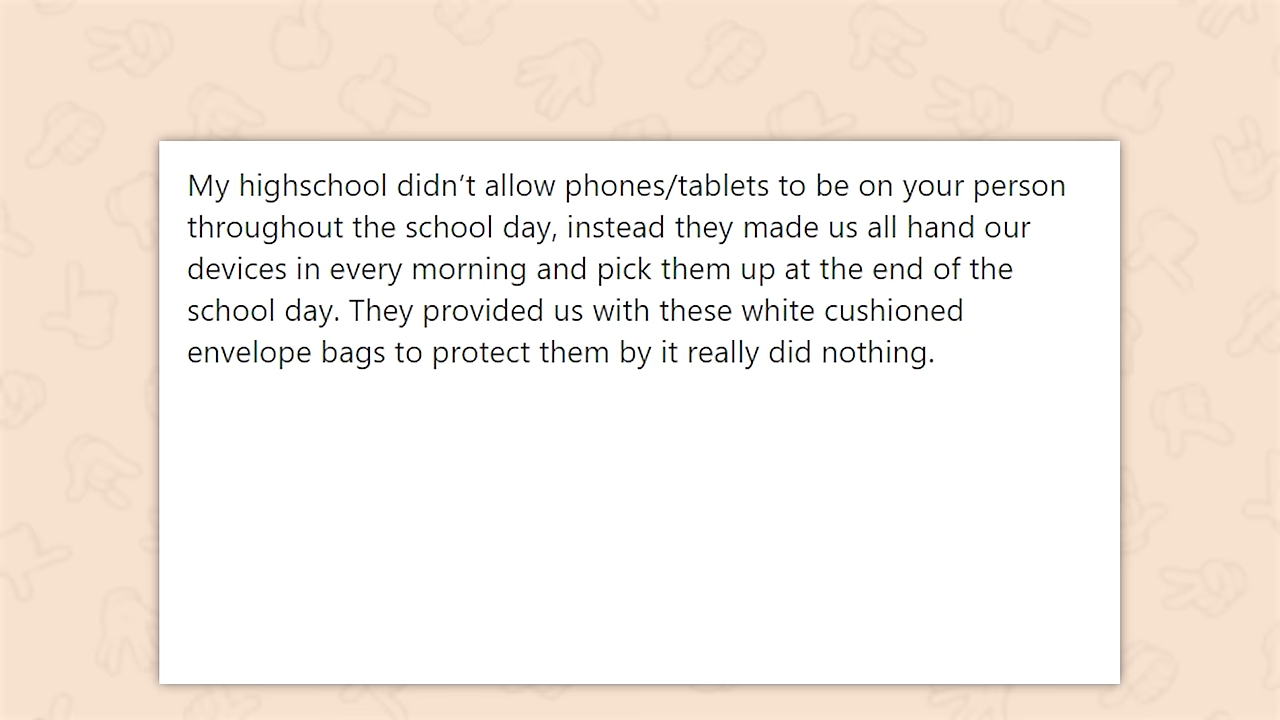 My highschool didn’t allow phones/tablets to be on your person
throughout the school day, instead they made us all hand our
devices in every morning and pick them up at the end of the
school day. They provided us with these white cushioned
envelope bags to protect them by it really did nothing.